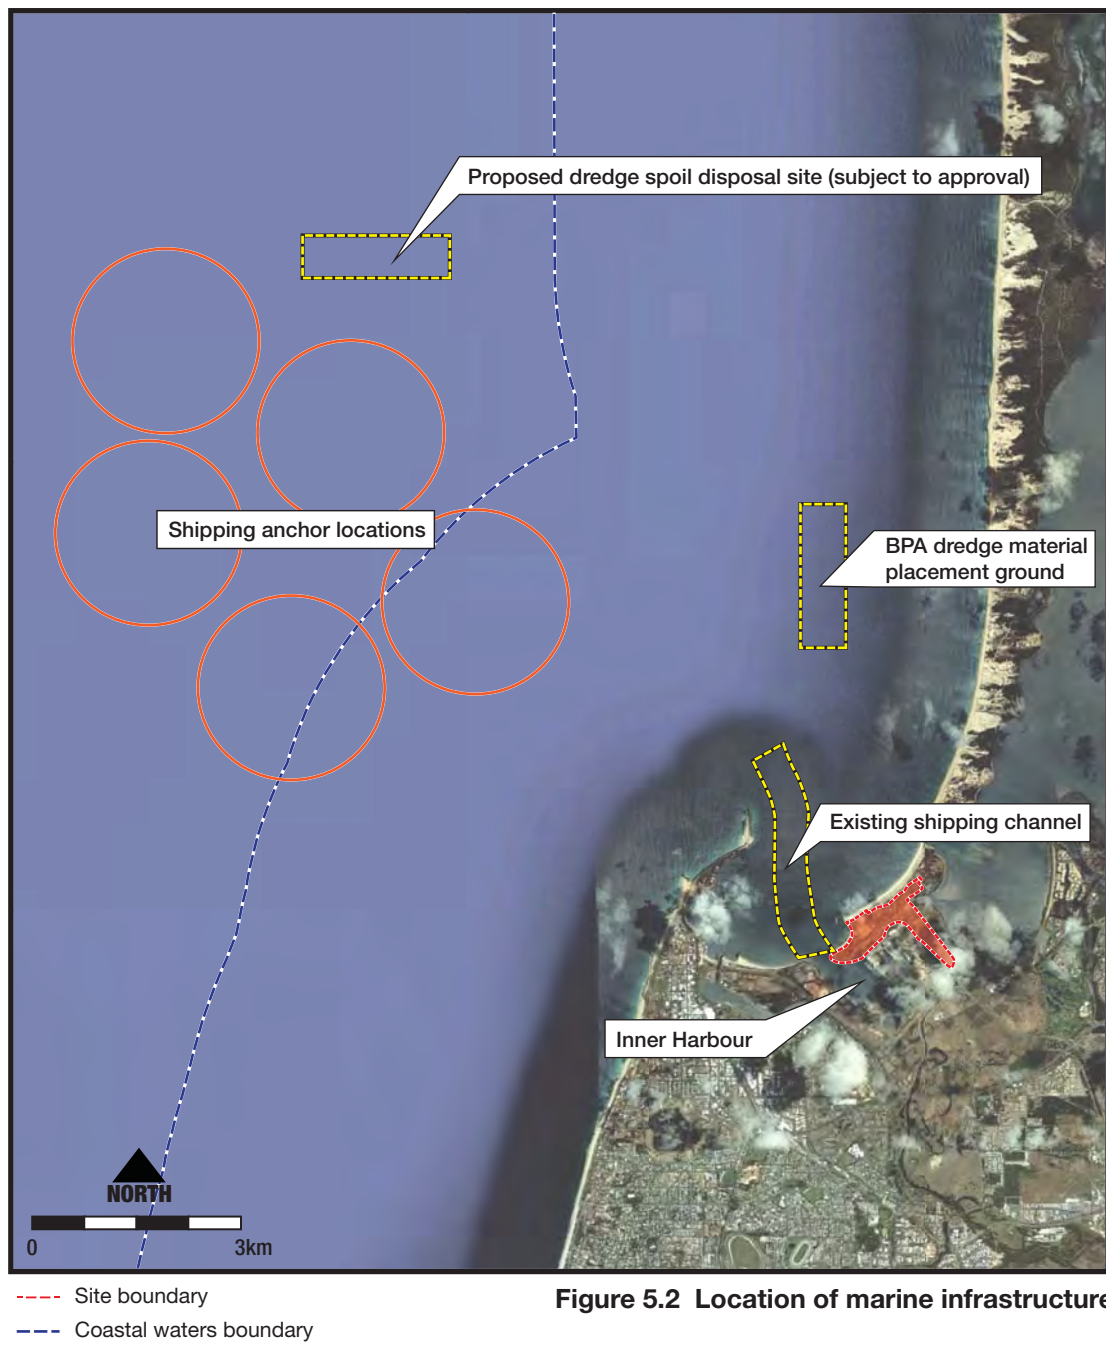 Proposed dredge spoil disposal site (subject to approval)
Shipping anchor locations
BPA dredge material
placement ground
Existing shipping channel
Inner Harbour
NORTH
0 3km
Site boundary
Coastal waters boundary
Figure 5.2 Location of marine infrastructure